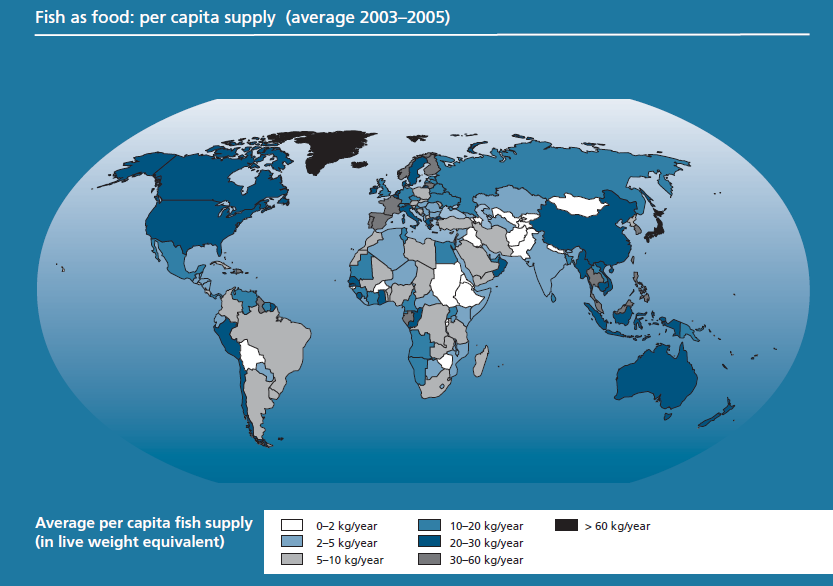 Fish as food: per capita supply (average 2003–2005)
Average per capita fish supply
(in live weight equivalent)
0–2 kg/year
2–5 kg/year
5–10 kg/year
10–20 kg/year
20–30 kg/year
30–60 kg/year
> 60 kg/year